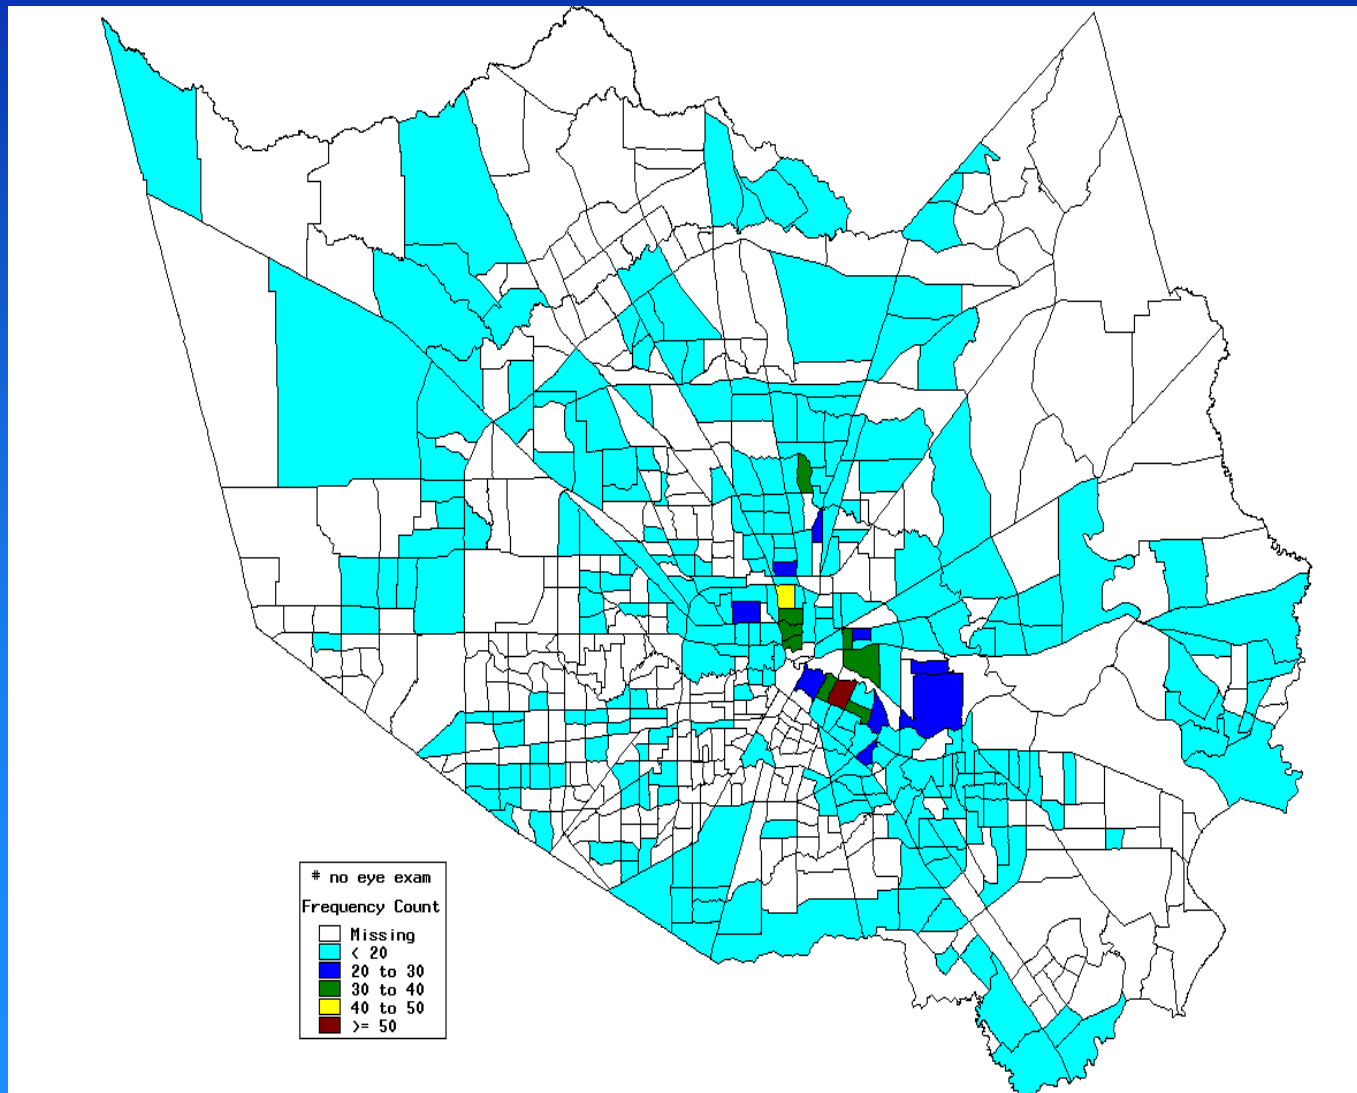 # no eye exam
Frequency Count
Missing
< 20
20 to 30
30 to 40
40 to 50
>= 50